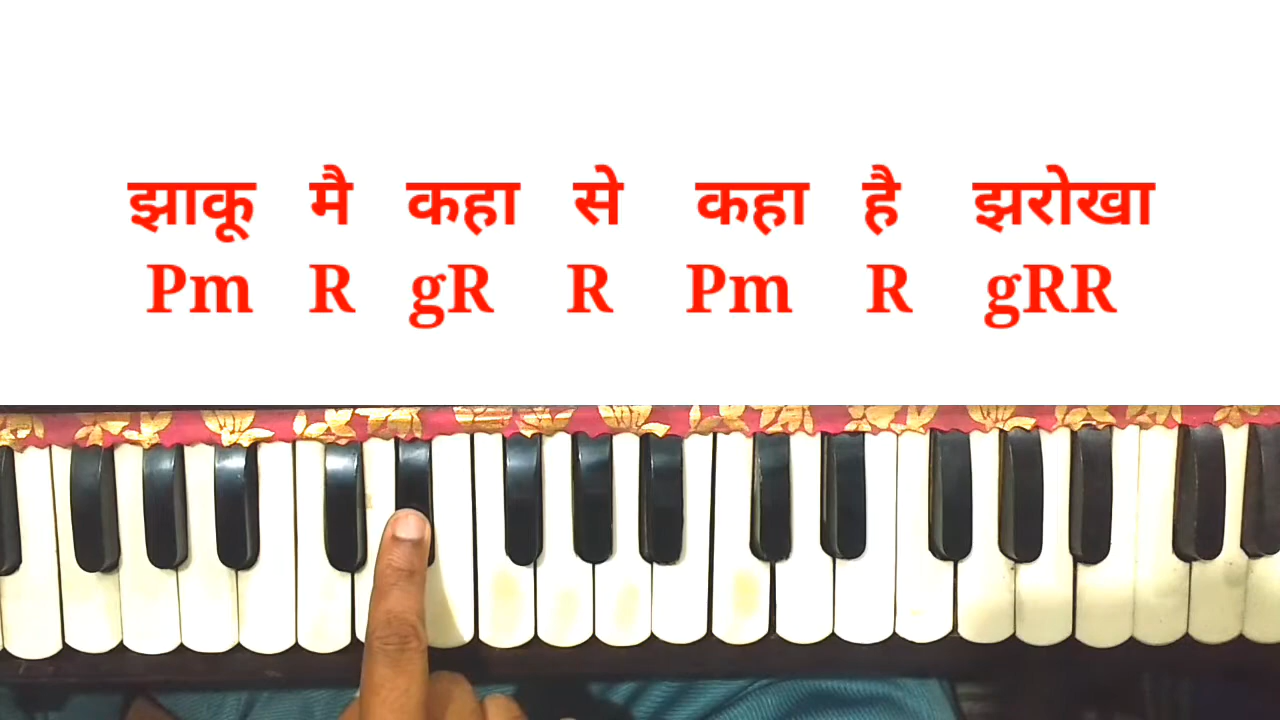 झाकू मै कहा से कहा है झरोखा
Pm R gR R Pm R gRR